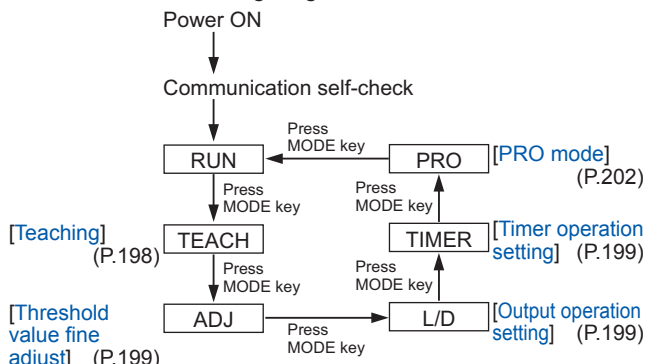 Power ON
Communication self-check
Press
MODE key
RUN
PRO
[PRO mode]
(P.202)
Press
MODE key
Press
MODE key
[Teaching]
(P.198)
TEACH
TIMER
[Timer operation
setting] (P.199)
Press
MODE key
Press
MODE key
[Threshold
value fine
adjust] (P.199)
ADJ
Press
MODE key
L/D
[Output operation
setting] (P.199)